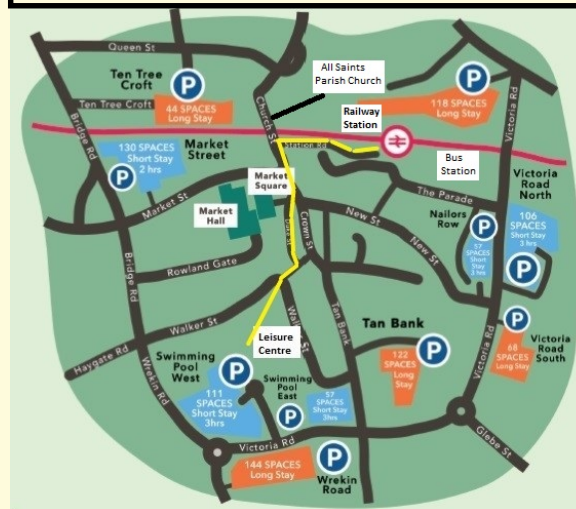 Queen St
Ten Tree
Croft
P
Ten Tree Croft
44 SPACES
Long Stay
Church St
All Saints
Parish Church
P
118 SPACES
Long Stay
Victoria Rd
Railway
Station
Station Rd
Bus
Station
Bridge Rd
130 SPACES
Short Stay
2 hrs
P
Market
Street
Market St
Market
Square
Market
Hall
Crown St
New St
New St
The Parade
Nailors
Row
P
57
SPACES
Short
Stay
3 hrs
Victoria
Road
North
106
SPACES
Short Stay
3 hrs
P
Bridge Rd
Rowland Gate
Walker St
Walker St
Haygate Rd
Wrekin Rd
Leisure
Centre
Tan Bank
Tan Bank
P
122
SPACES
Long
Stay
Victoria Rd
P
68
SPACES
Long Stay
Victoria
Road
South
Swimming
Pool
West
P
111
SPACES
Short Stay
3hrs
Swimming
Pool
East
P
57
SPACES
Short Stay
3hrs
Victoria Rd
Glebe St
144 SPACES
Long Stay
P
Wrekin
Road